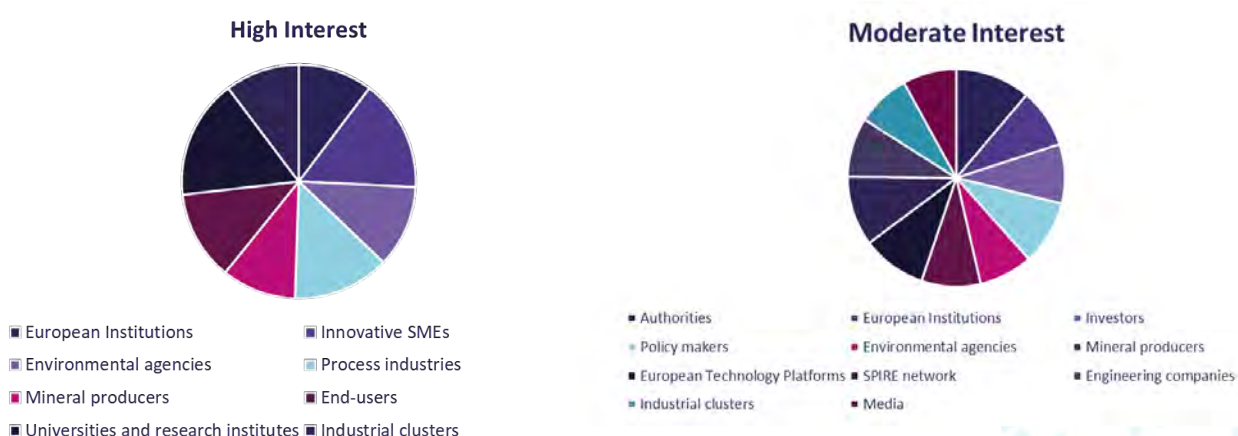 High Interest
European Institutions
Innovative SMEs
Environmental agencies
Process industries
Mineral producers
End-users
Universities and research institutes
Industrial clusters
Moderate Interest
Authorities
European Institutions
Investors
Policy makers
Environmental agencies
Mineral producers
European Technology Platforms
SPIRE network
Engineering companies
Industrial clusters
Media